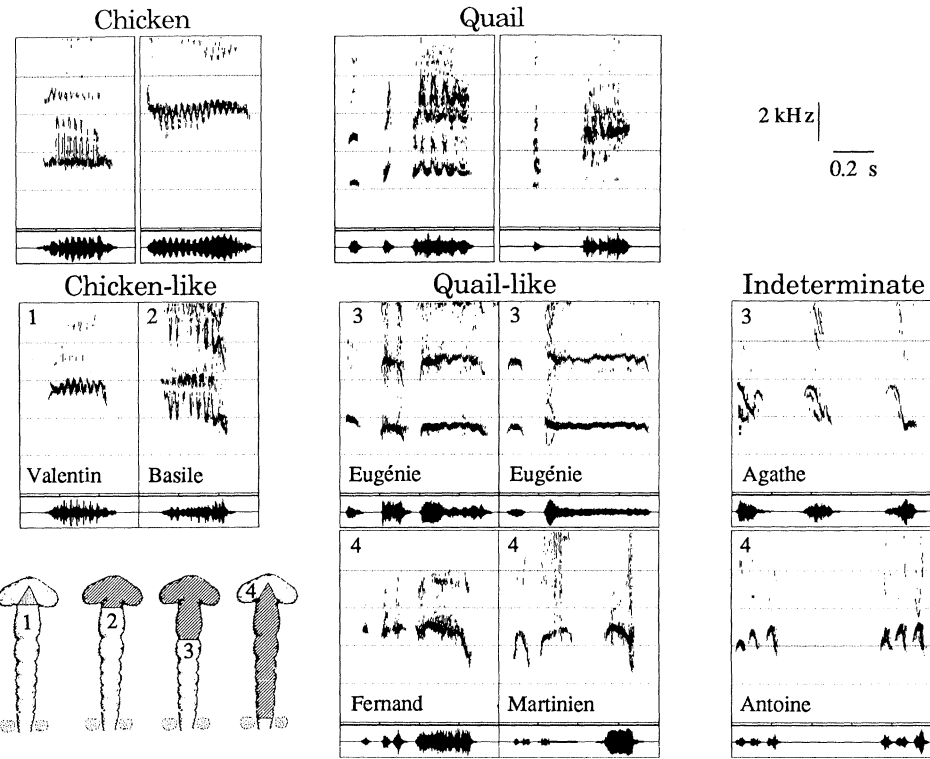 Chicken
Quail
2 kHz
0.2 s
Chicken-like
Quail-like
Indeterminate
1
2
3
3
3
Valentin
Basile
Eugénie
Eugénie
Agathe
4
4
4
1
2
3
4
Fernand
Martinien
Antoine